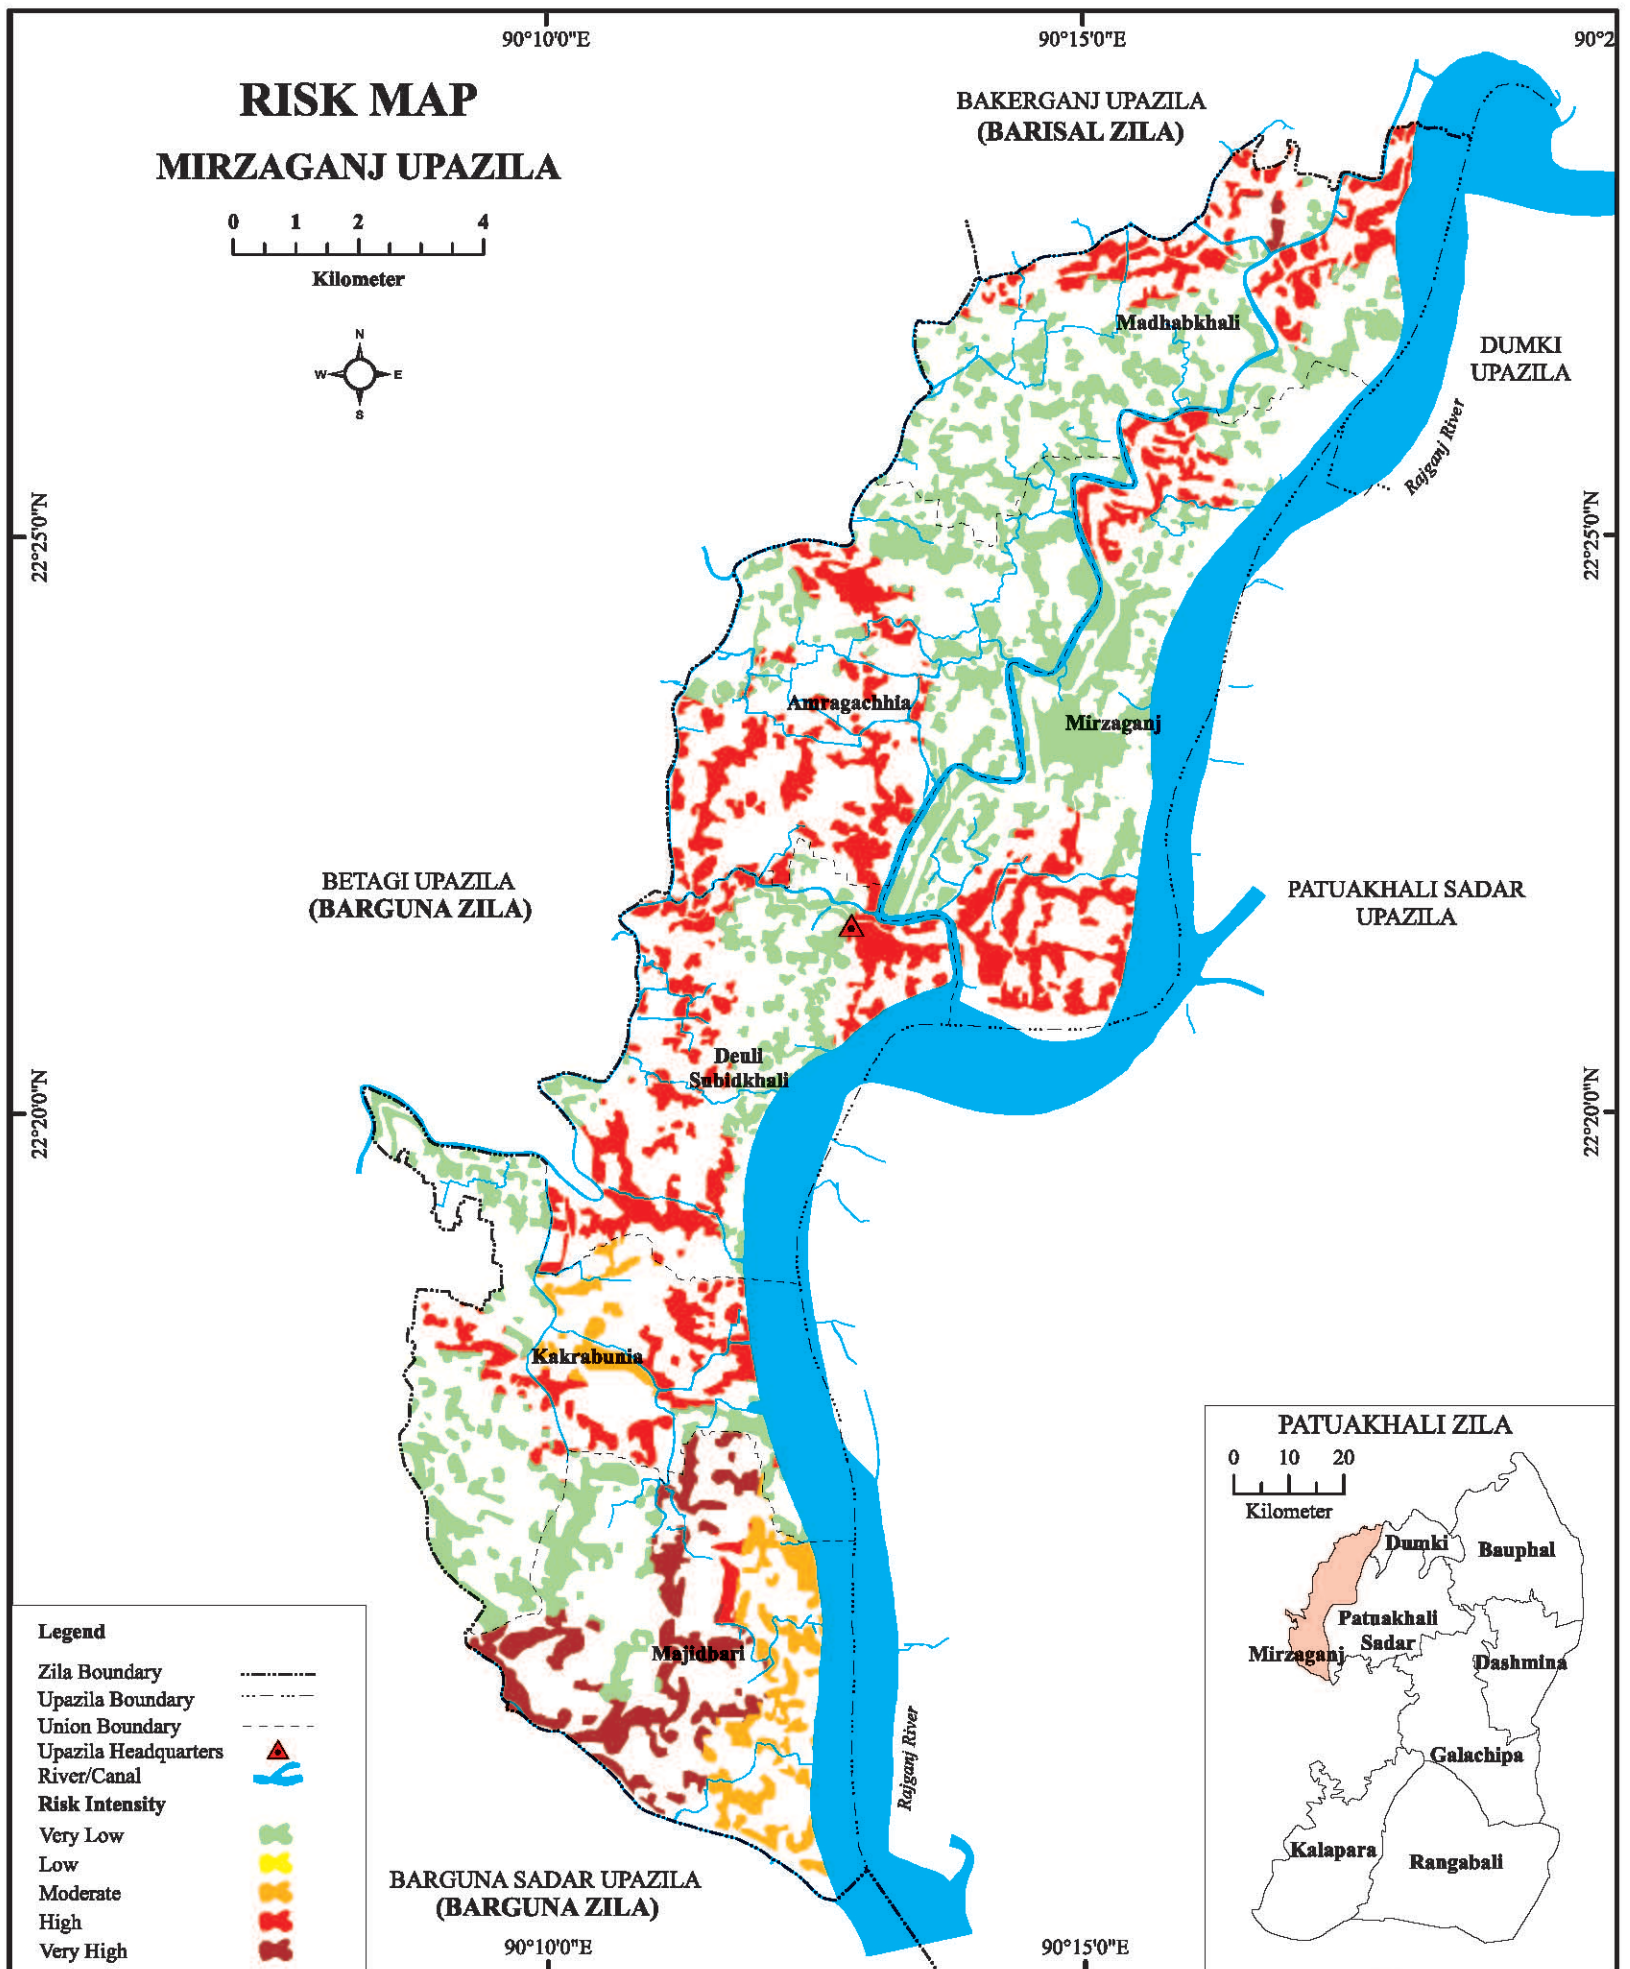 90°10'0"E
90°15'0"E
90°2
RISK MAP
MIRZAGANJ UPAZILA
0 1 2 4
Kilometer
N
W E
S
BAKERGANJ UPAZILA
(BARISAL ZILA)
Madhabkhali
DUMKI
UPAZILA
Rajganj River
22°25'0"N
22°25'0"N
Amragachhia
Mirzaganj
BETAGI UPAZILA
(BARGUNA ZILA)
PATUAKHALI SADAR
UPAZILA
Deuli
Subidkhali
22°20'0"N
22°20'0"N
Kakrabunia
Majidbari
Rajganj River
BARGUNA SADAR UPAZILA
(BARGUNA ZILA)
Legend
Zila Boundary
Upazila Boundary
Union Boundary
Upazila Headquarters
River/Canal
Risk Intensity
Very Low
Low
Moderate
High
Very High
PATUAKHALI ZILA
0 10 20
Kilometer
Dumki
Bauphal
Patuakhali
Sadar
Mirzaganj
Dashmina
Galachipa
Kalapara
Rangabali
90°10'0"E
90°15'0"E